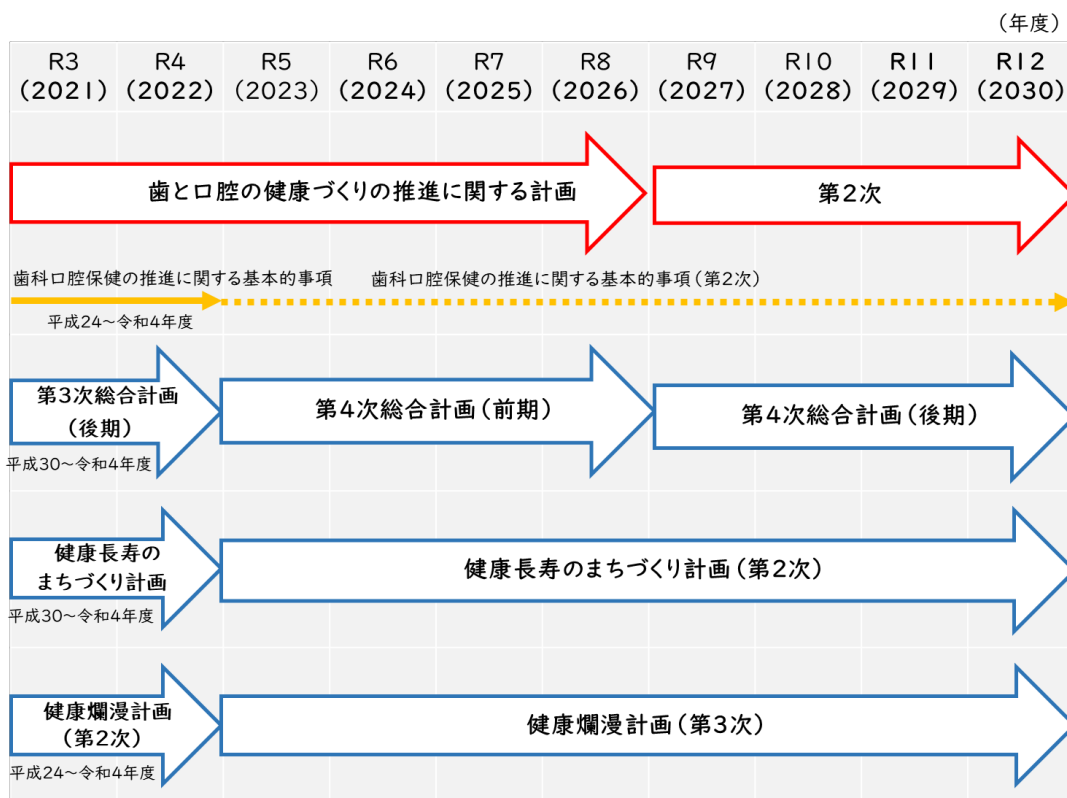 （年度）
R3 R4 R5 R6 R7 R8 R9 R10 R11 R12
(2021) (2022) (2023) (2024) (2025) (2026) (2027) (2028) (2029) (2030)
歯と口腔の健康づくりの推進に関する計画
第2次
歯科口腔保健の推進に関する基本的事項
歯科口腔保健の推進に関する基本的事項（第2次）
平成24～令和4年度
第3次総合計画
（後期）
平成30～令和4年度
第4次総合計画（前期）
第4次総合計画（後期）
健康長寿の
まちづくり計画
平成30～令和4年度
健康長寿のまちづくり計画（第2次）
健康爛漫計画
（第2次）
平成24～令和4年度
健康爛漫計画（第3次）